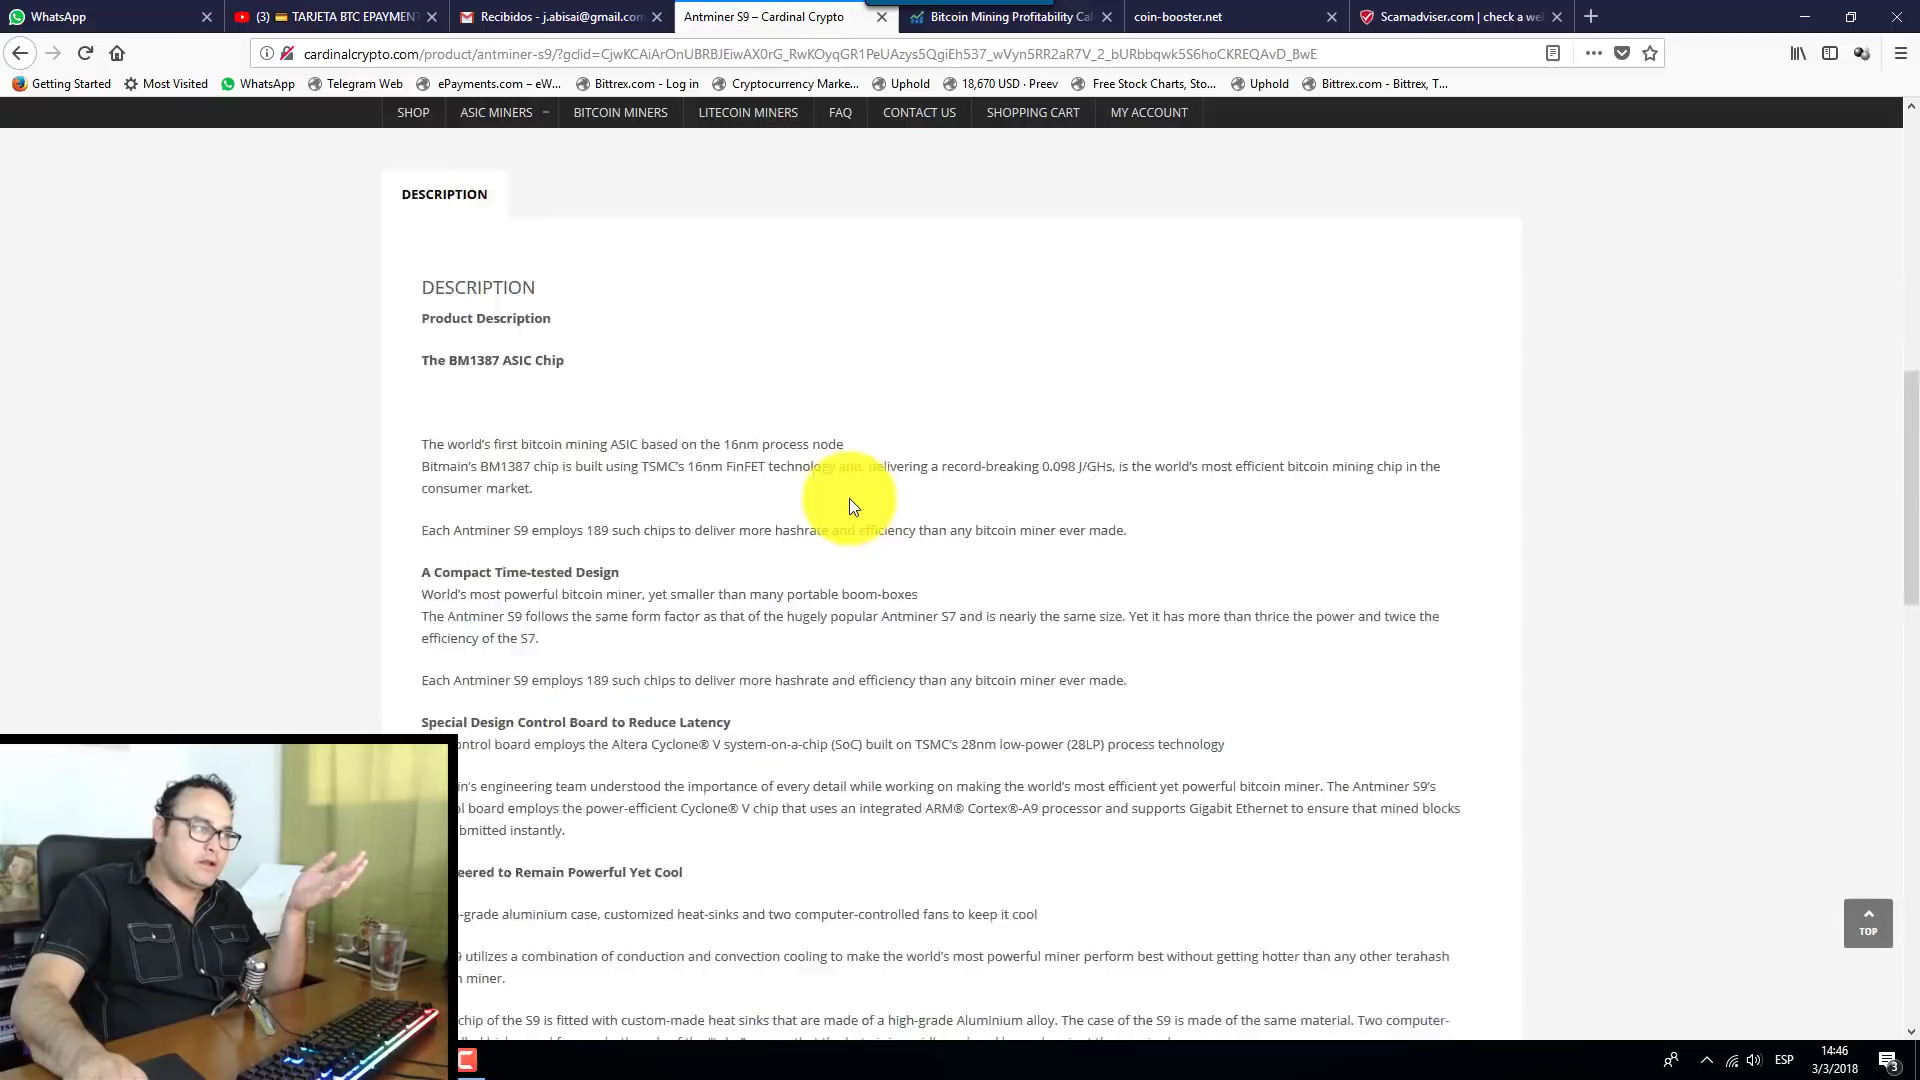 WhatsApp
(3) 💳 TARJETA BTC EPAYMENT
Recibidos - j.abisai@gmail.com
Antminer S9 – Cardinal Crypto
Bitcoin Mining Profitability Cal
coin-booster.net
Scamadviser.com | check a we
cardinalcrypto.com/product/antminer-s9/?gclid=CjwKCAiArOnUBRBJEiwAX0rG_RwKOyqGR1PeUAzys5QgiEh537_wVyn5RR2aR7V_2_bURbbqwk5S6hoCKREQAvD_BwE
Getting Started
Most Visited
WhatsApp
Telegram Web
ePayments.com – eW...
Bittrex.com - Log in
Cryptocurrency Marke...
Uphold
18,670 USD · Preev
Free Stock Charts, Sto...
Uphold
Bittrex.com - Bittrex, T...
SHOP
ASIC MINERS
BITCOIN MINERS
LITECOIN MINERS
FAQ
CONTACT US
SHOPPING CART
MY ACCOUNT
DESCRIPTION
DESCRIPTION
Product Description
The BM1387 ASIC Chip
The world's first bitcoin mining ASIC based on the 16nm process node
Bitmain's BM1387 chip is built using TSMC's 16nm FinFET technology and, delivering a record-breaking 0.098 J/GHs, is the world's most efficient bitcoin mining chip in the
consumer market.
Each Antminer S9 employs 189 such chips to deliver more hashrate and efficiency than any bitcoin miner ever made.
A Compact Time-tested Design
World's most powerful bitcoin miner, yet smaller than many portable boom-boxes
The Antminer S9 follows the same form factor as that of the hugely popular Antminer S7 and is nearly the same size. Yet it has more than thrice the power and twice the
efficiency of the S7.
Each Antminer S9 employs 189 such chips to deliver more hashrate and efficiency than any bitcoin miner ever made.
Special Design Control Board to Reduce Latency
ontrol board employs the Altera Cyclone® V system-on-a-chip (SoC) built on TSMC's 28nm low-power (28LP) process technology
in's engineering team understood the importance of every detail while working on making the world's most efficient yet powerful bitcoin miner. The Antminer S9's
ol board employs the power-efficient Cyclone® V chip that uses an integrated ARM® Cortex®-A9 processor and supports Gigabit Ethernet to ensure that mined blocks
bmitted instantly.
eered to Remain Powerful Yet Cool
-grade aluminium case, customized heat-sinks and two computer-controlled fans to keep it cool
9 utilizes a combination of conduction and convection cooling to make the world's most powerful miner perform best without getting hotter than any other terahash
n miner.
chip of the S9 is fitted with custom-made heat sinks that are made of a high-grade Aluminium alloy. The case of the S9 is made of the same material. Two computer-
TOP
ESP
14:46
3/3/2018
3